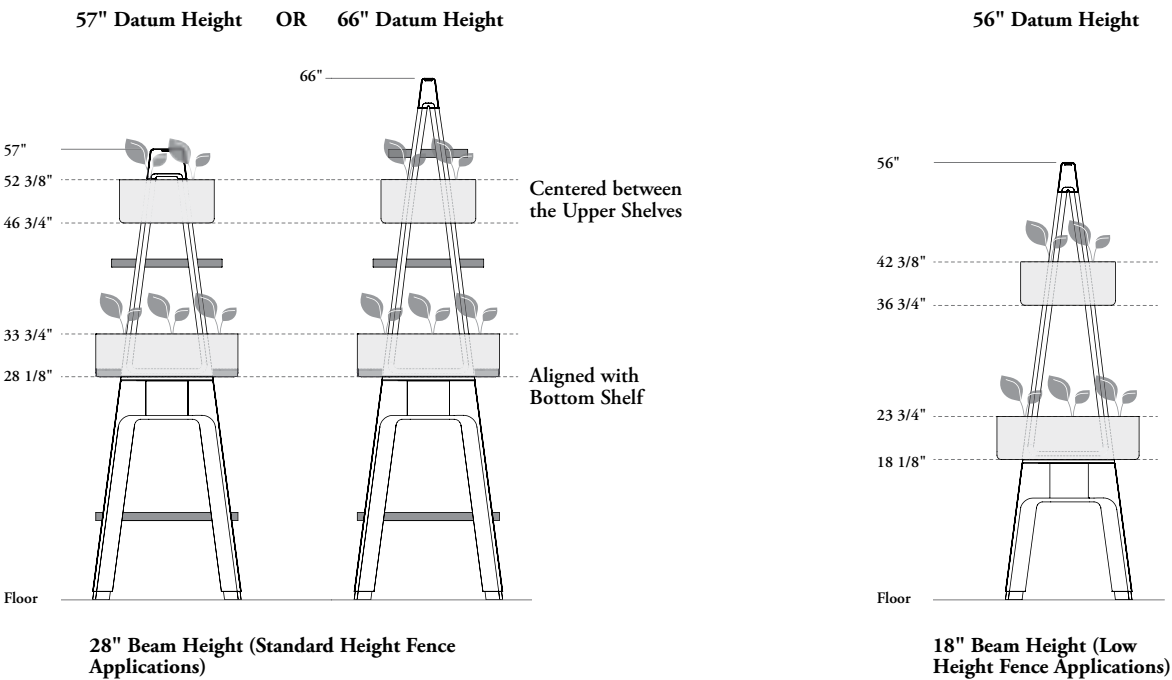 57" Datum Height OR 66" Datum Height
56" Datum Height
66"
57"
52 3/8"
46 3/4"
33 3/4"
28 1/8"
Floor
Centered between
the Upper Shelves
Aligned with
Bottom Shelf
28" Beam Height (Standard Height Fence
Applications)
56"
42 3/8"
36 3/4"
23 3/4"
18 1/8"
Floor
18" Beam Height (Low
Height Fence Applications)